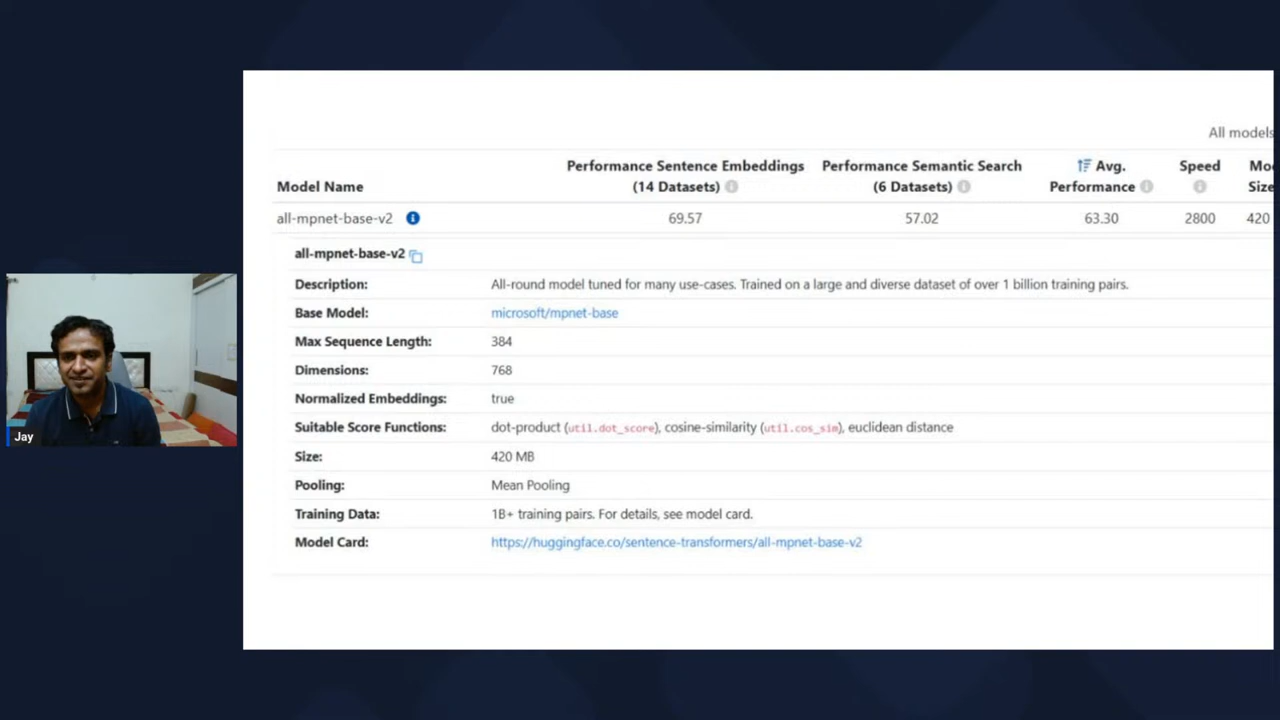 All models
Model Name
Performance Sentence Embeddings (14 Datasets)
Performance Semantic Search (6 Datasets)
Avg. Performance
Speed
all-mpnet-base-v2 69.57 57.02 63.30 2800 420
all-mpnet-base-v2
Description: All-round model tuned for many use-cases. Trained on a large and diverse dataset of over 1 billion training pairs.
Base Model: microsoft/mpnet-base
Max Sequence Length: 384
Dimensions: 768
Normalized Embeddings: true
Suitable Score Functions: dot-product (util.dot_score), cosine-similarity (util.cos_sim), euclidean distance
Size: 420 MB
Pooling: Mean Pooling
Training Data: 1B+ training pairs. For details, see model card.
Model Card: https://huggingface.co/sentence-transformers/all-mpnet-base-v2
Jay